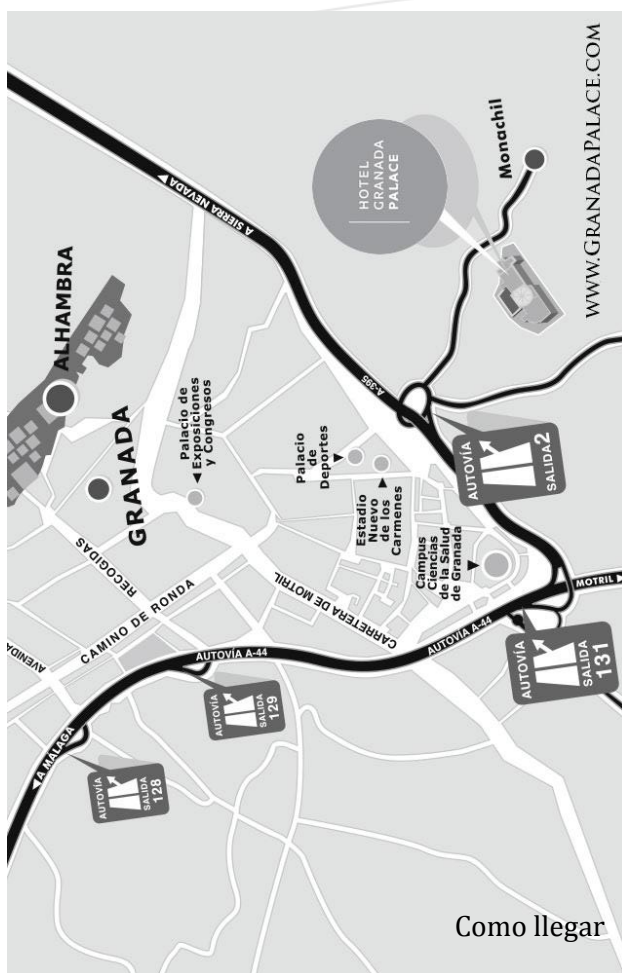 A SIERRA NEVADA
ALHAMBRA
GRANADA
Palacio de
Exposiciones
y Congresos
HOTEL
GRANADA
PALACE
Monachil
WWW.GRANADAPALACE.COM
RECOGIDAS
CAMINO DE RONDA
AVENIDA
CARRETERA DE MOTRIL
A-395
Palacio
de
Deportes
Estadio
Nuevo
de los
Carmenes
Campus
Ciencias
de la Salud
de Granada
AUTOVÍA
SALIDA 2
AUTOVÍA A-44
AUTOVÍA A-44
A MÁLAGA
AUTOVÍA
SALIDA
128
AUTOVÍA
SALIDA
129
AUTOVÍA
SALIDA
131
MOTRIL
Como llegar